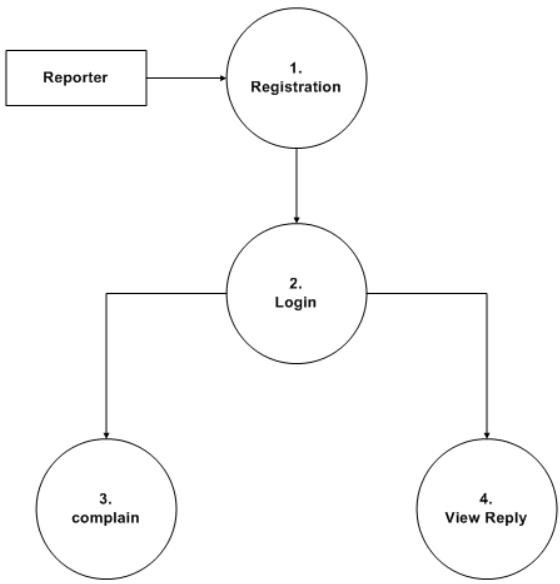 Reporter
1.
Registration
2.
Login
3.
complain
4.
View Reply